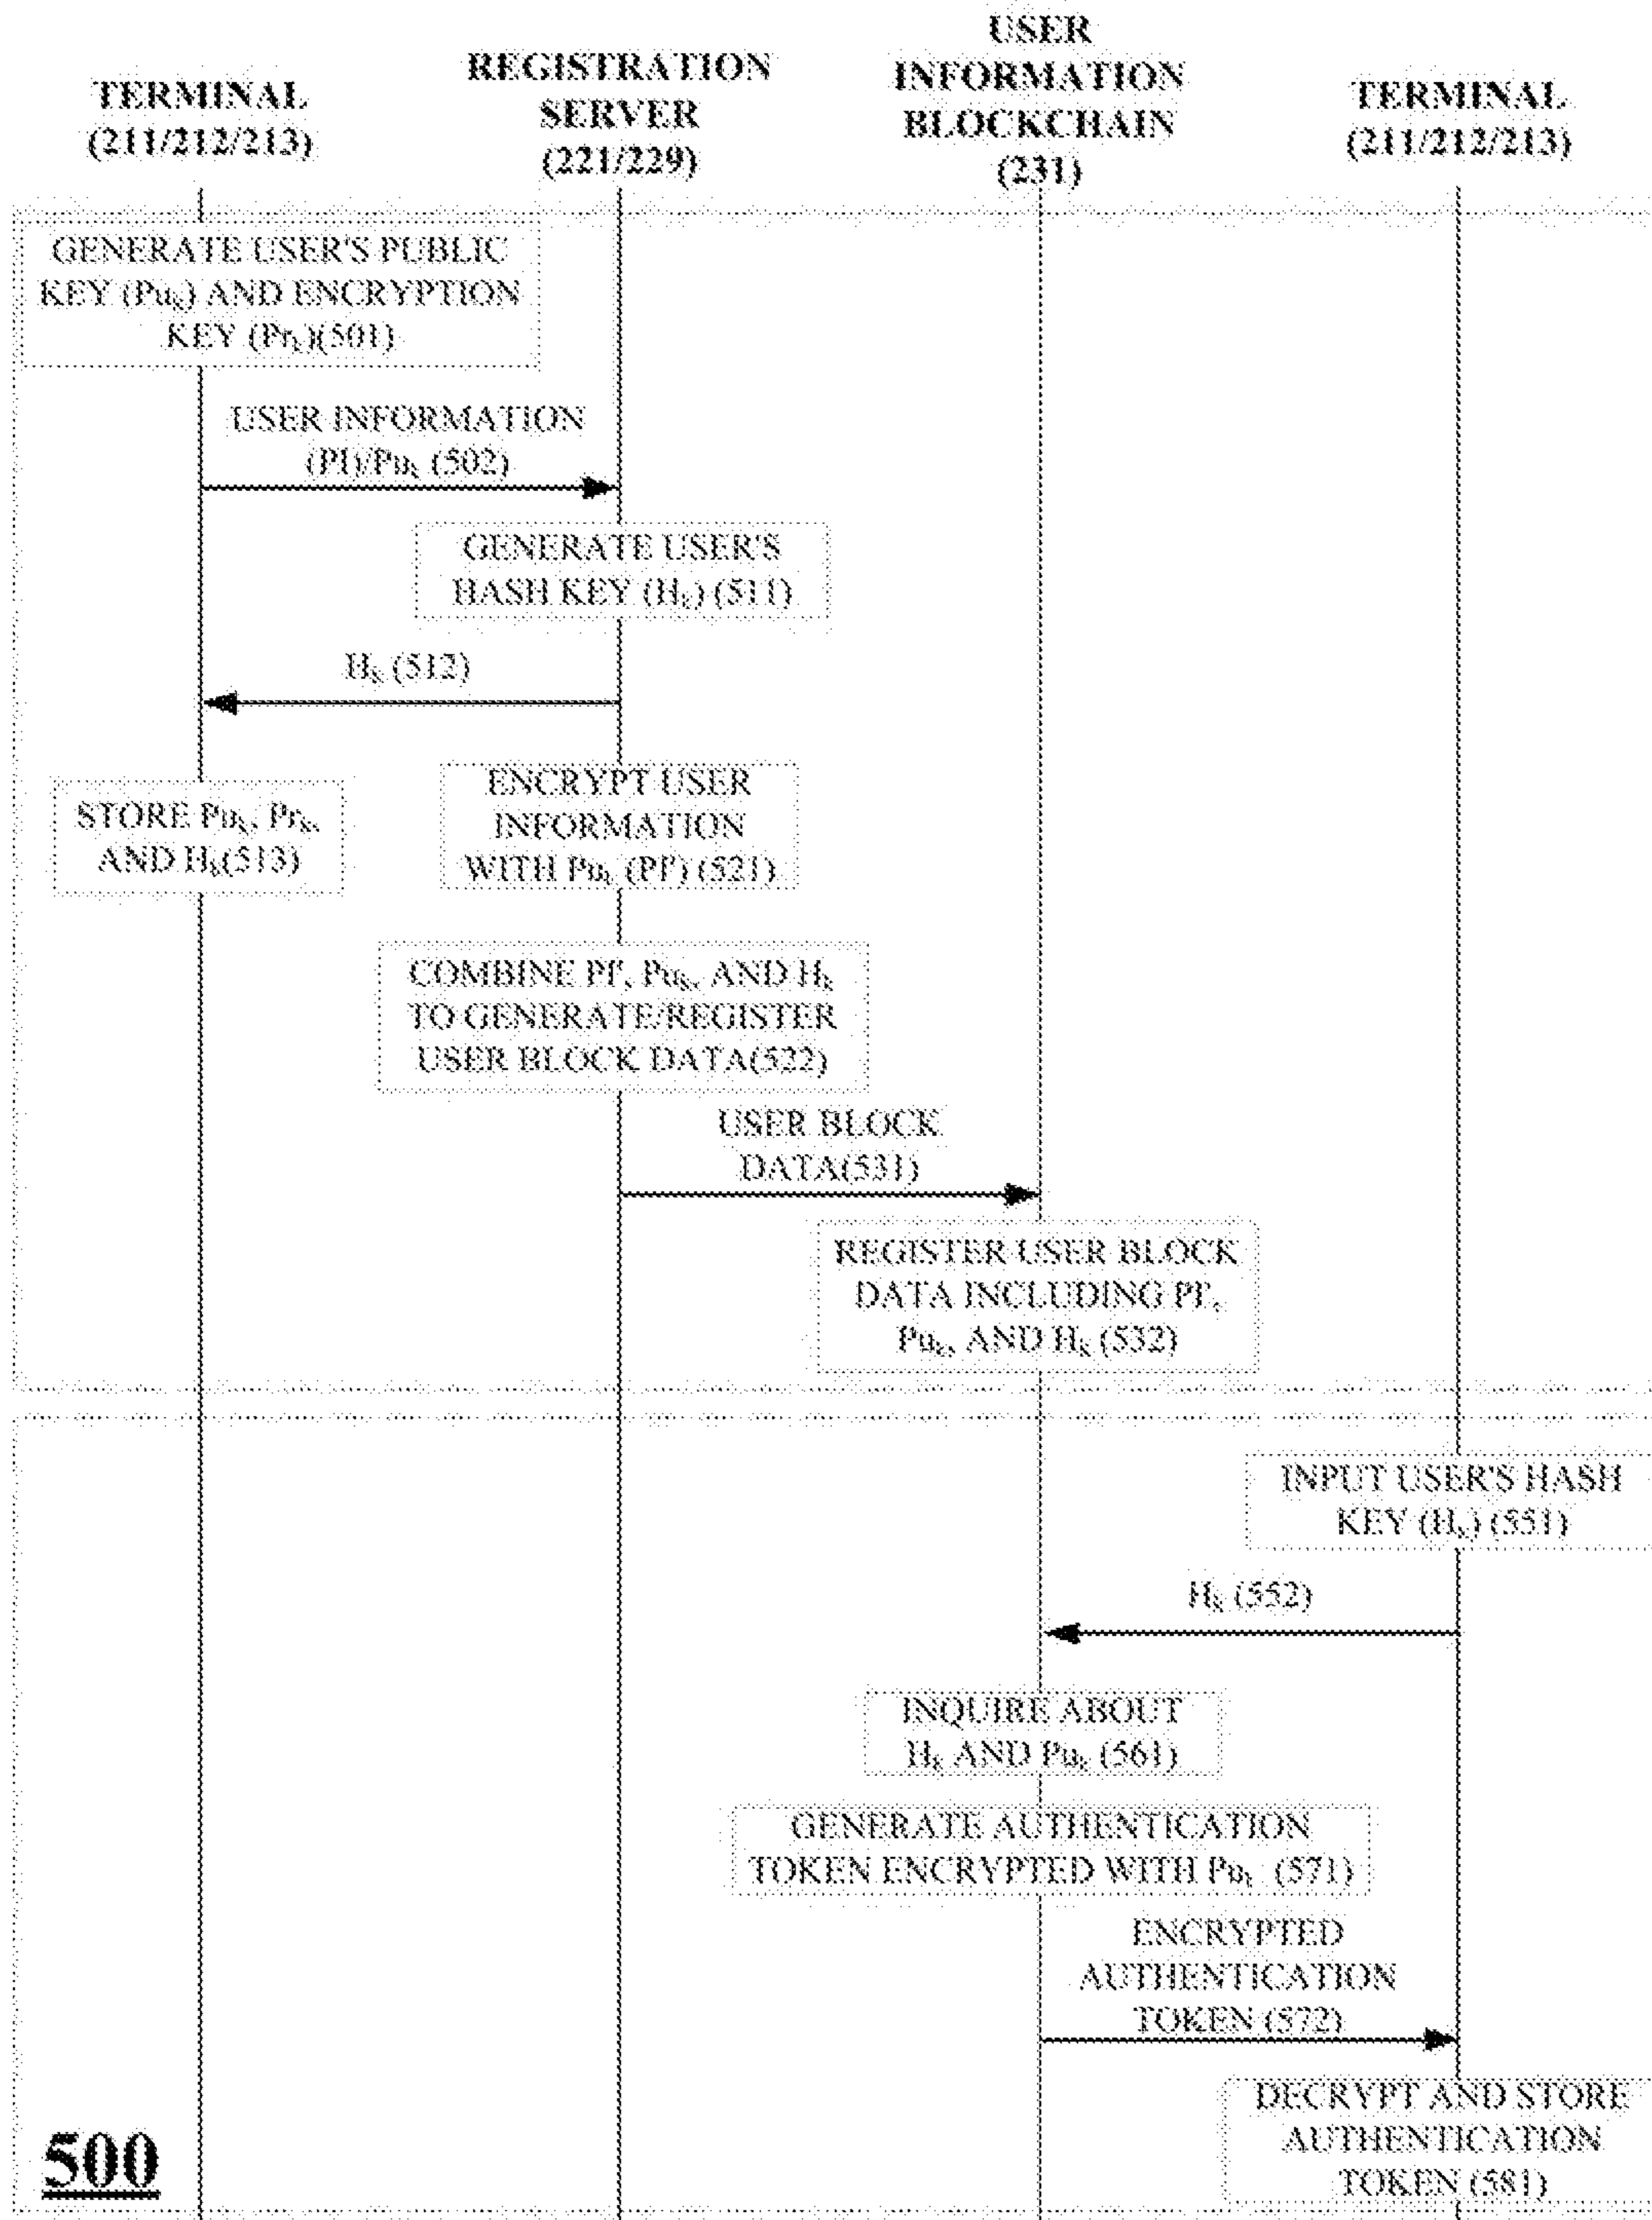 TERMINAL
(211/212/213)
REGISTRATION
SERVER
(221/229)
USER
INFORMATION
BLOCKCHAIN
(231)
TERMINAL
(211/212/213)
GENERATE USER'S PUBLIC
KEY (Puk) AND ENCRYPTION
KEY (Prk)(501)
USER INFORMATION
(PI)/Puk (502)
GENERATE USER'S
HASH KEY (Hk) (511)
Hk (512)
STORE Puk, Prk,
AND Hk(513)
ENCRYPT USER
INFORMATION
WITH Puk (PI') (521)
COMBINE PI', Puk, AND Hk
TO GENERATE/REGISTER
USER BLOCK DATA(522)
USER BLOCK
DATA(531)
REGISTER USER BLOCK
DATA INCLUDING PI',
Puk, AND Hk (532)
INPUT USER'S HASH
KEY (Hk) (551)
Hk (552)
INQUIRE ABOUT
Hk AND Puk (561)
GENERATE AUTHENTICATION
TOKEN ENCRYPTED WITH Puk (571)
ENCRYPTED
AUTHENTICATION
TOKEN (572)
DECRYPT AND STORE
AUTHENTICATION
TOKEN (581)
500